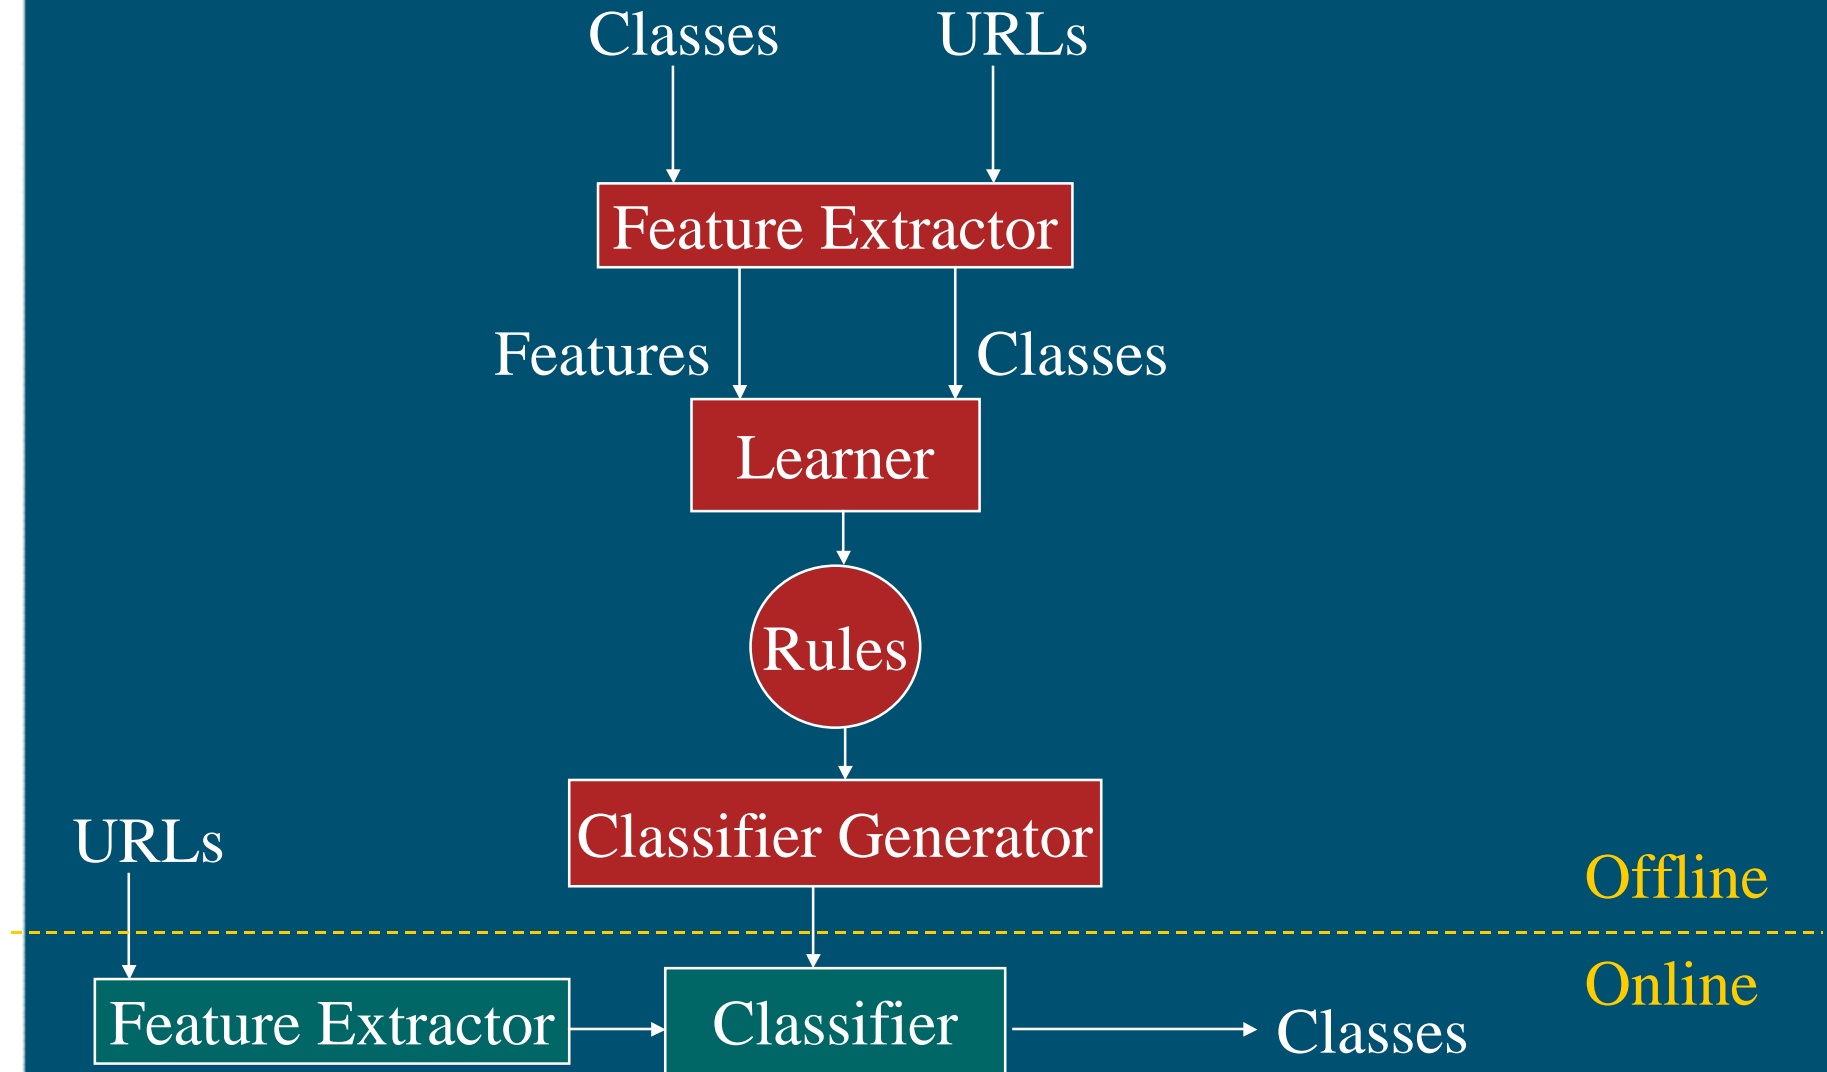 Classes URLs
Feature Extractor
Features Classes
Learner
Rules
Classifier Generator
URLs
Offline
Online
Feature Extractor
Classifier
Classes